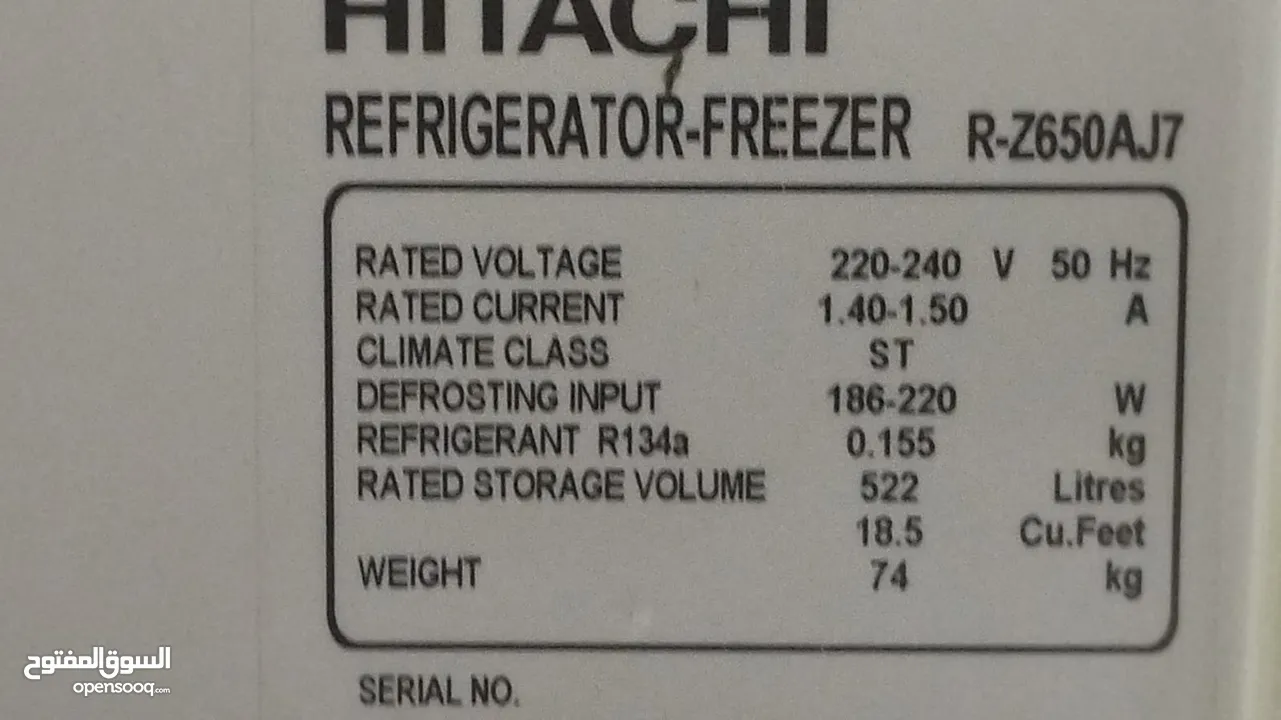 HITACHI
REFRIGERATOR-FREEZER R-Z650AJ7
RATED VOLTAGE 220-240 V 50 Hz
RATED CURRENT 1.40-1.50 A
CLIMATE CLASS ST
DEFROSTING INPUT 186-220 W
REFRIGERANT R134a 0.155 kg
RATED STORAGE VOLUME 522 Litres
18.5 Cu.Feet
WEIGHT 74 kg
SERIAL NO.
السوق المفتوح
opensooq.com